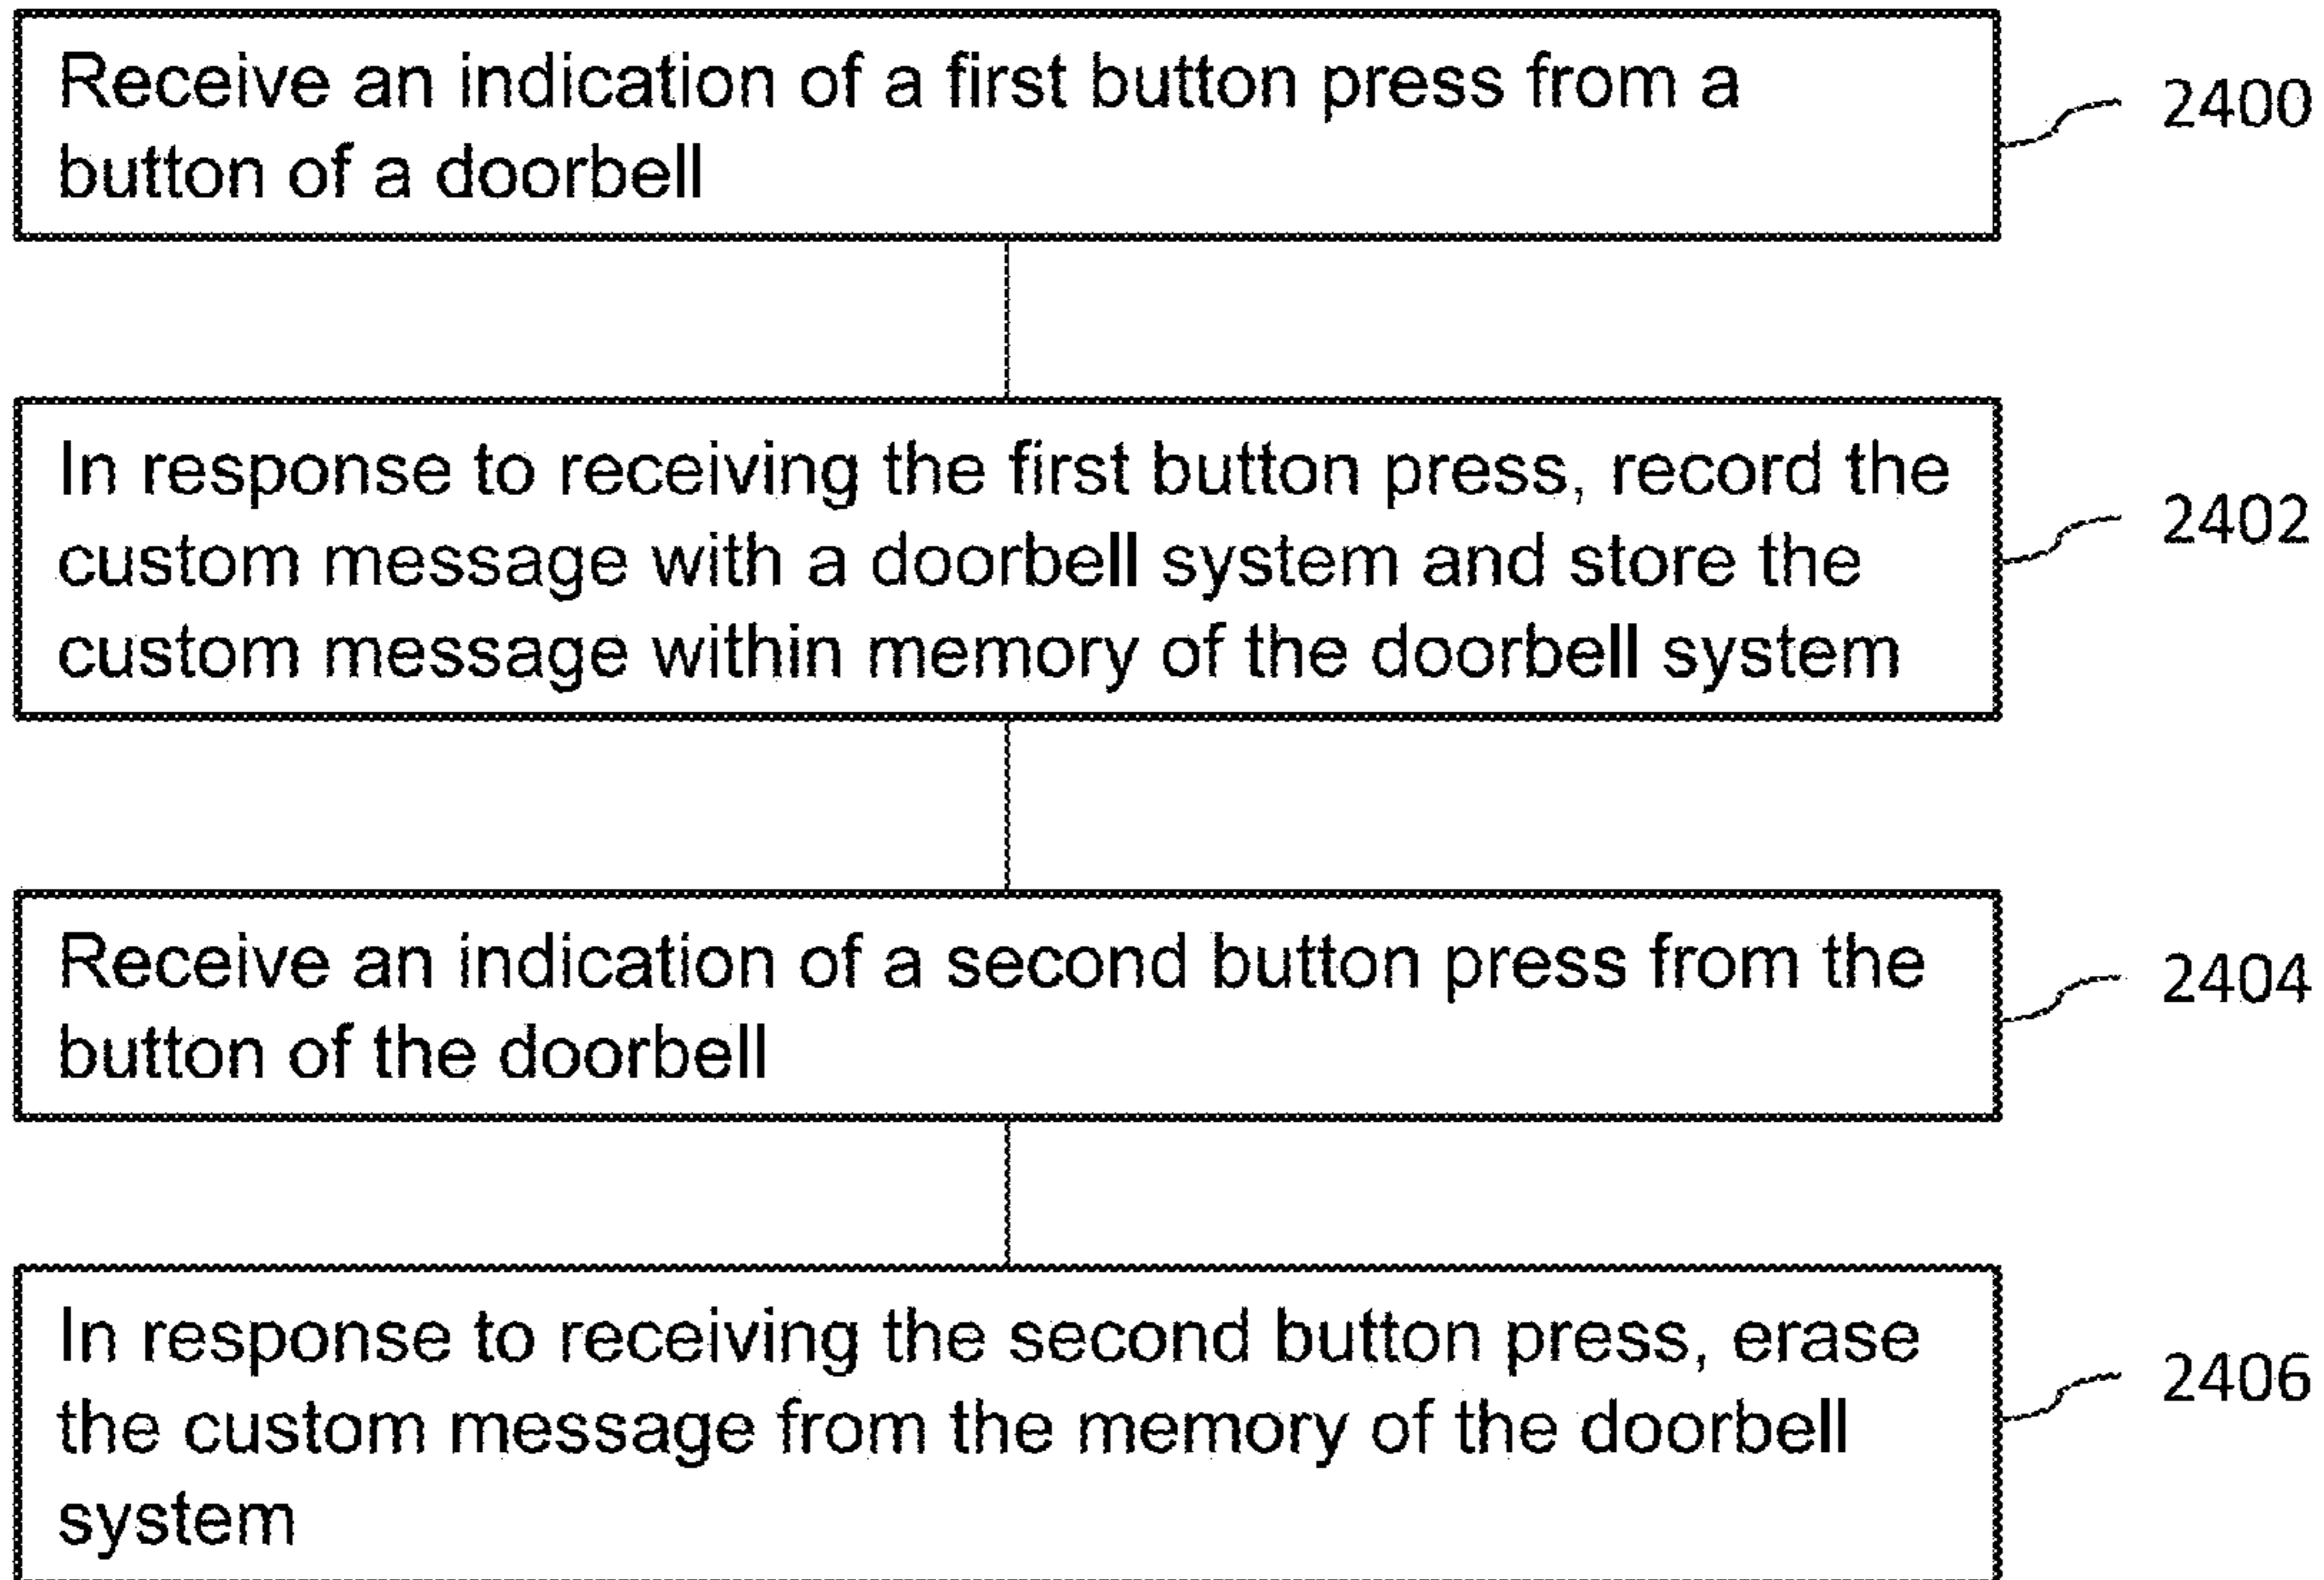 Receive an indication of a first button press from a
button of a doorbell
2400
In response to receiving the first button press, record the
custom message with a doorbell system and store the
custom message within memory of the doorbell system
2402
Receive an indication of a second button press from the
button of the doorbell
2404
In response to receiving the second button press, erase
the custom message from the memory of the doorbell
system
2406